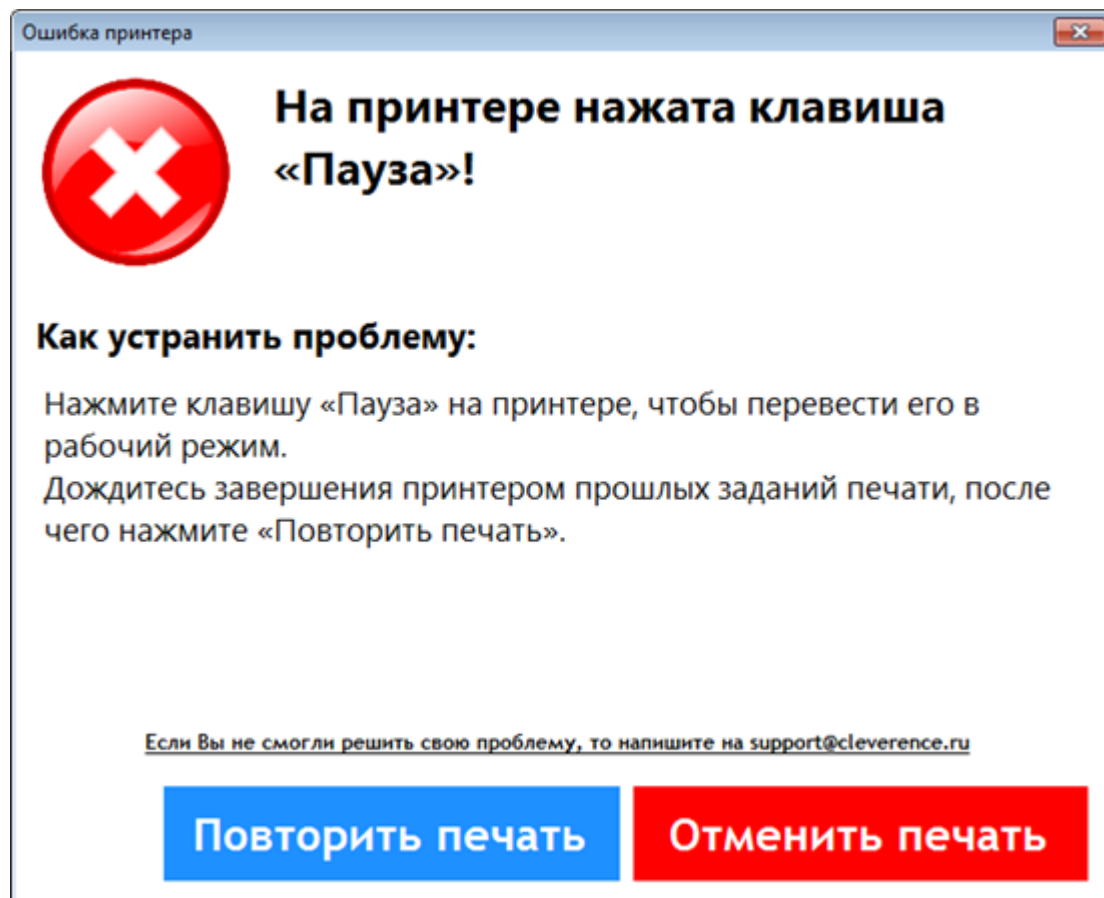 Ошибка принтера
На принтере нажата клавиша
«Пауза»!
Как устранить проблему:
Нажмите клавишу «Пауза» на принтере, чтобы перевести его в
рабочий режим.
Дождитесь завершения принтером прошлых заданий печати, после
чего нажмите «Повторить печать».
Если Вы не смогли решить свою проблему, то напишите на support@cleverence.ru
Повторить печать
Отменить печать